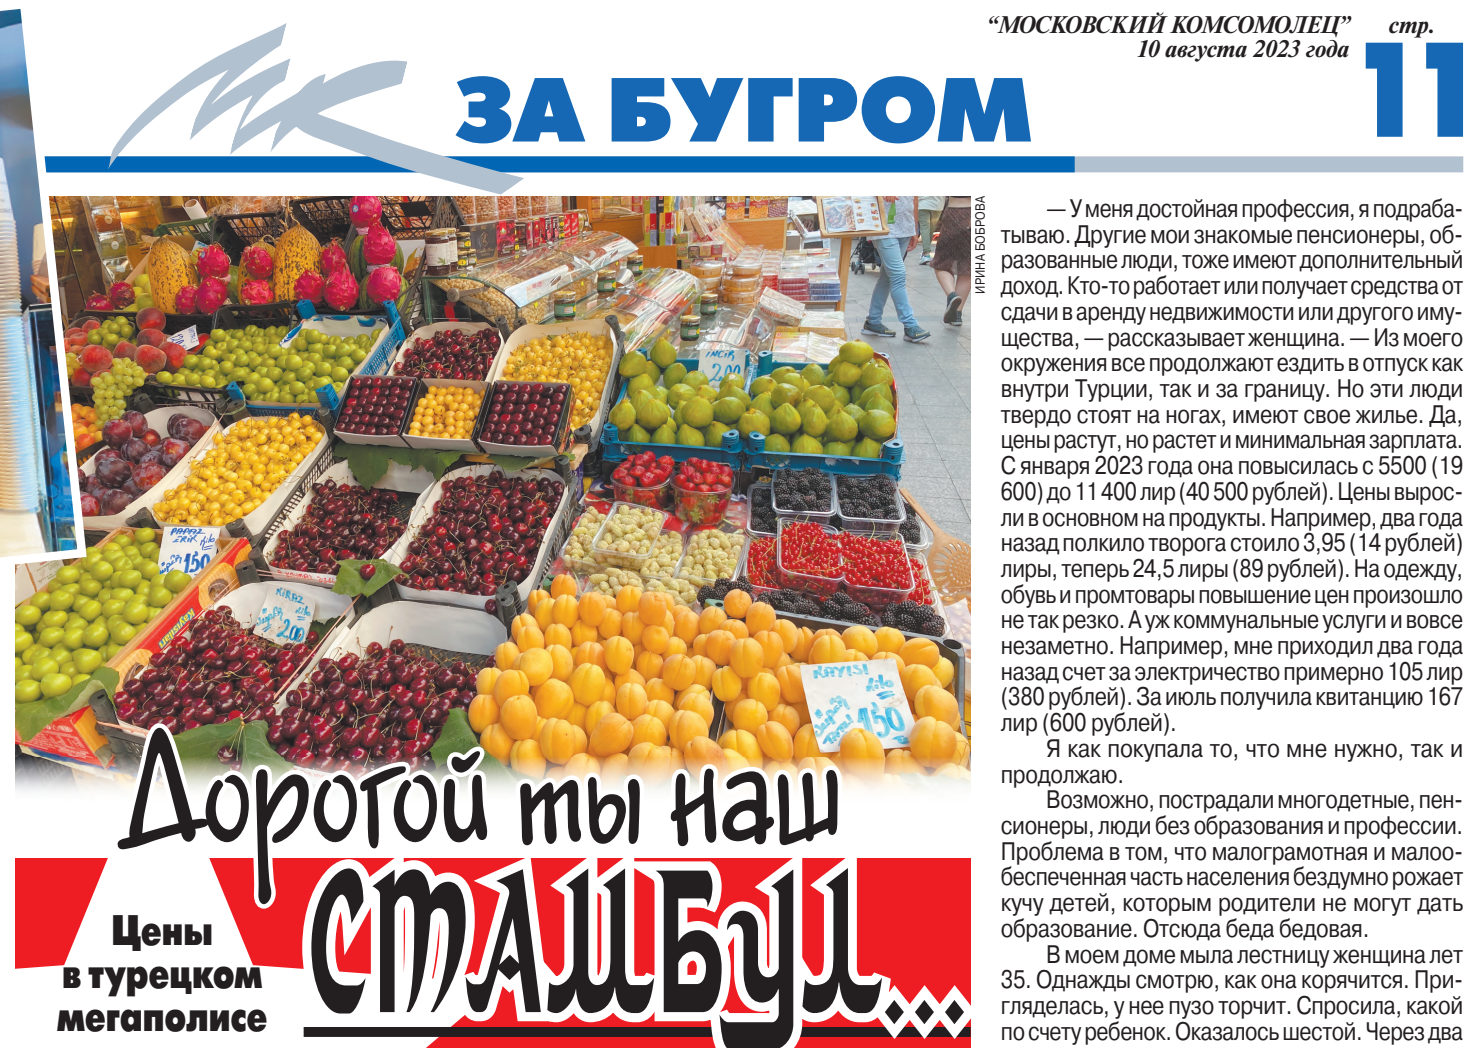 “МОСКОВСКИЙ КОМСОМОЛЕЦ”
10 августа 2023 года
стр.
11
МК
ЗА БУГРОМ
ИРИНА БОБРОВА
INCIR
200
PAPAZ
ERIK Kilo
150
KIRAZ
Kilo
200
KAYISI
Kilo
150
Дорогой ты наш
СТАМБУЛ...
Цены
в турецком
мегаполисе
— У меня достойная профессия, я подраба-
тываю. Другие мои знакомые пенсионеры, об-
разованные люди, тоже имеют дополнительный
доход. Кто-то работает или получает средства от
сдачи в аренду недвижимости или другого иму-
щества, — рассказывает женщина. — Из моего
окружения все продолжают ездить в отпуск как
внутри Турции, так и за границу. Но эти люди
твердо стоят на ногах, имеют свое жилье. Да,
цены растут, но растет и минимальная зарплата.
С января 2023 года она повысилась с 5500 (19
600) до 11 400 лир (40 500 рублей). Цены вырос-
ли в основном на продукты. Например, два года
назад полкило творога стоило 3,95 (14 рублей)
лиры, теперь 24,5 лиры (89 рублей). На одежду,
обувь и промтовары повышение цен произошло
не так резко. А уж коммунальные услуги и вовсе
незаметно. Например, мне приходил два года
назад счет за электричество примерно 105 лир
(380 рублей). За июль получила квитанцию 167
лир (600 рублей).
Я как покупала то, что мне нужно, так и
продолжаю.
Возможно, пострадали многодетные, пен-
сионеры, люди без образования и профессии.
Проблема в том, что малограмотная и малоо-
беспеченная часть населения бездумно рожает
кучу детей, которым родители не могут дать
образование. Отсюда беда бедовая.
В моем доме мыла лестницу женщина лет
35. Однажды смотрю, как она корячится. При-
гляделась, у нее пузо торчит. Спросила, какой
по счету ребенок. Оказалось шестой. Через два